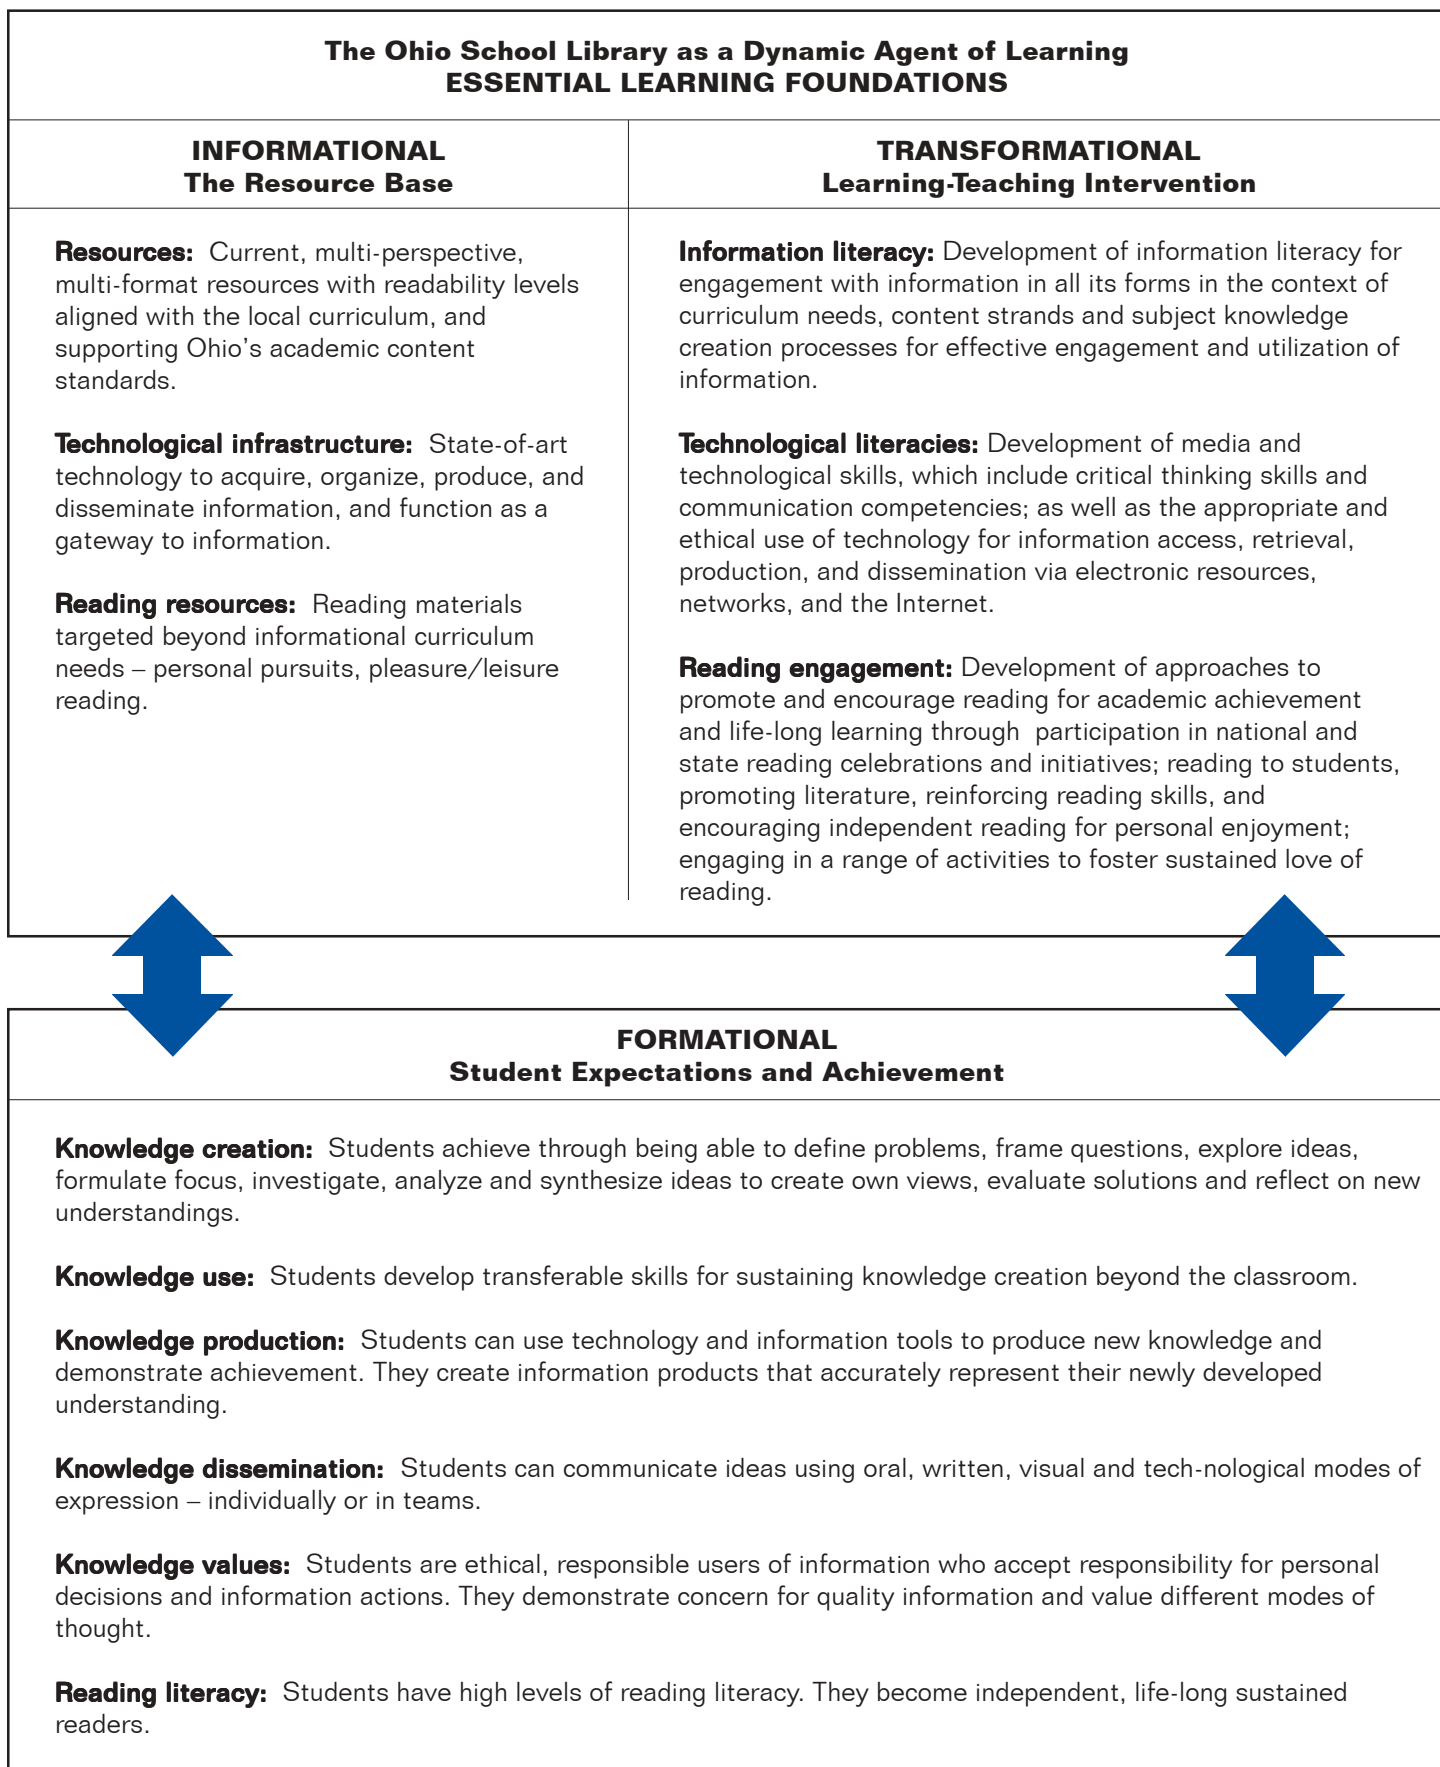 The Ohio School Library as a Dynamic Agent of Learning
ESSENTIAL LEARNING FOUNDATIONS
INFORMATIONAL
The Resource Base
Resources: Current, multi-perspective,
multi-format resources with readability levels
aligned with the local curriculum, and
supporting Ohio's academic content
standards.
Technological infrastructure: State-of-art
technology to acquire, organize, produce, and
disseminate information, and function as a
gateway to information.
Reading resources: Reading materials
targeted beyond informational curriculum
needs – personal pursuits, pleasure/leisure
reading.
TRANSFORMATIONAL
Learning-Teaching Intervention
Information literacy: Development of information literacy for
engagement with information in all its forms in the context of
curriculum needs, content strands and subject knowledge
creation processes for effective engagement and utilization of
information.
Technological literacies: Development of media and
technological skills, which include critical thinking skills and
communication competencies; as well as the appropriate and
ethical use of technology for information access, retrieval,
production, and dissemination via electronic resources,
networks, and the Internet.
Reading engagement: Development of approaches to
promote and encourage reading for academic achievement
and life-long learning through participation in national and
state reading celebrations and initiatives; reading to students,
promoting literature, reinforcing reading skills, and
encouraging independent reading for personal enjoyment;
engaging in a range of activities to foster sustained love of
reading.
FORMATIONAL
Student Expectations and Achievement
Knowledge creation: Students achieve through being able to define problems, frame questions, explore ideas,
formulate focus, investigate, analyze and synthesize ideas to create own views, evaluate solutions and reflect on new
understandings.
Knowledge use: Students develop transferable skills for sustaining knowledge creation beyond the classroom.
Knowledge production: Students can use technology and information tools to produce new knowledge and
demonstrate achievement. They create information products that accurately represent their newly developed
understanding.
Knowledge dissemination: Students can communicate ideas using oral, written, visual and tech-nological modes of
expression – individually or in teams.
Knowledge values: Students are ethical, responsible users of information who accept responsibility for personal
decisions and information actions. They demonstrate concern for quality information and value different modes of
thought.
Reading literacy: Students have high levels of reading literacy. They become independent, life-long sustained
readers.